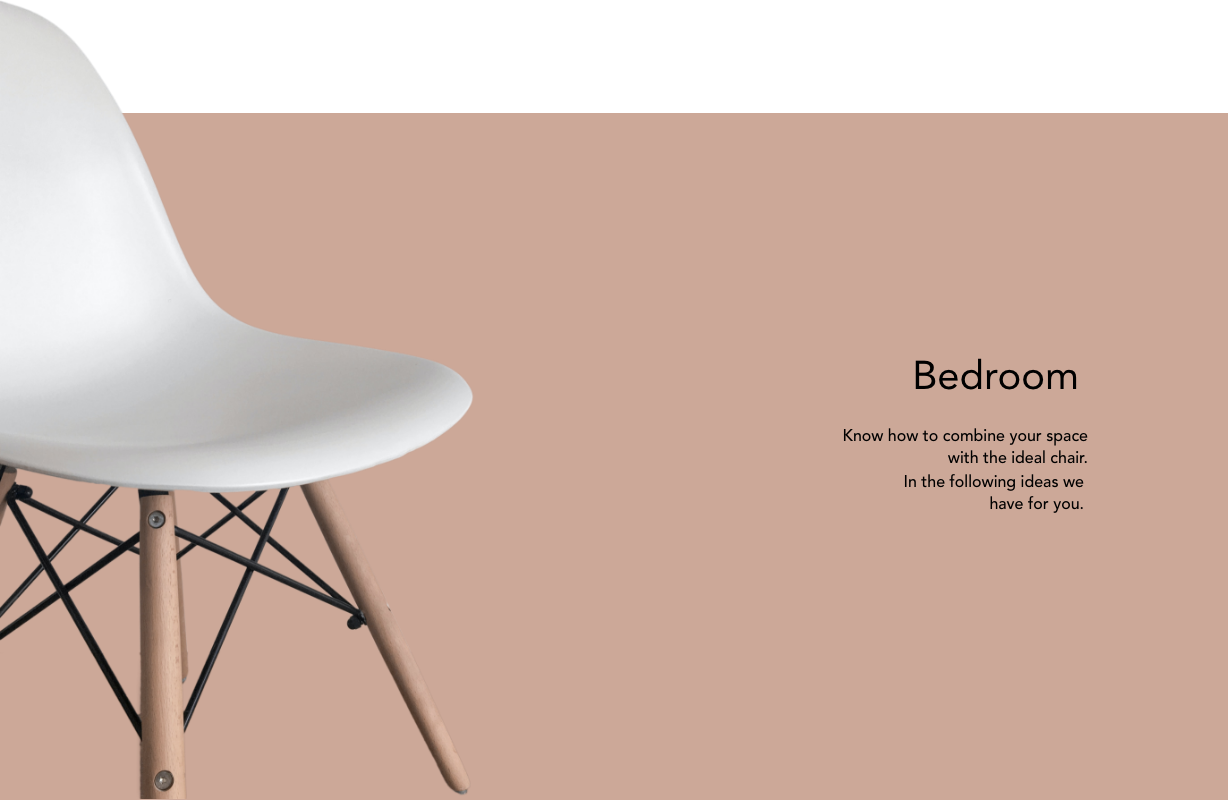 Bedroom
Know how to combine your space
with the ideal chair.
In the following ideas we
have for you.